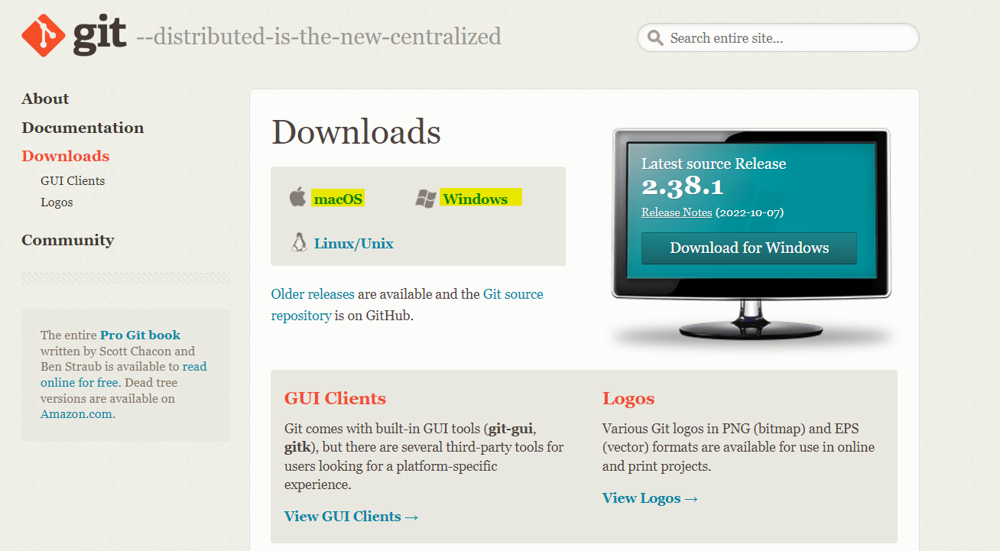 git --distributed-is-the-new-centralized
Search entire site...
About
Documentation
Downloads
GUI Clients
Logos
Community
The entire Pro Git book
written by Scott Chacon and
Ben Straub is available to read
online for free. Dead tree
versions are available on
Amazon.com.
Downloads
macOS
Windows
Linux/Unix
Older releases are available and the Git source
repository is on GitHub.
Latest source Release
2.38.1
Release Notes (2022-10-07)
Download for Windows
GUI Clients
Git comes with built-in GUI tools (git-gui,
gitk), but there are several third-party tools for
users looking for a platform-specific
experience.
View GUI Clients →
Logos
Various Git logos in PNG (bitmap) and EPS
(vector) formats are available for use in online
and print projects.
View Logos →